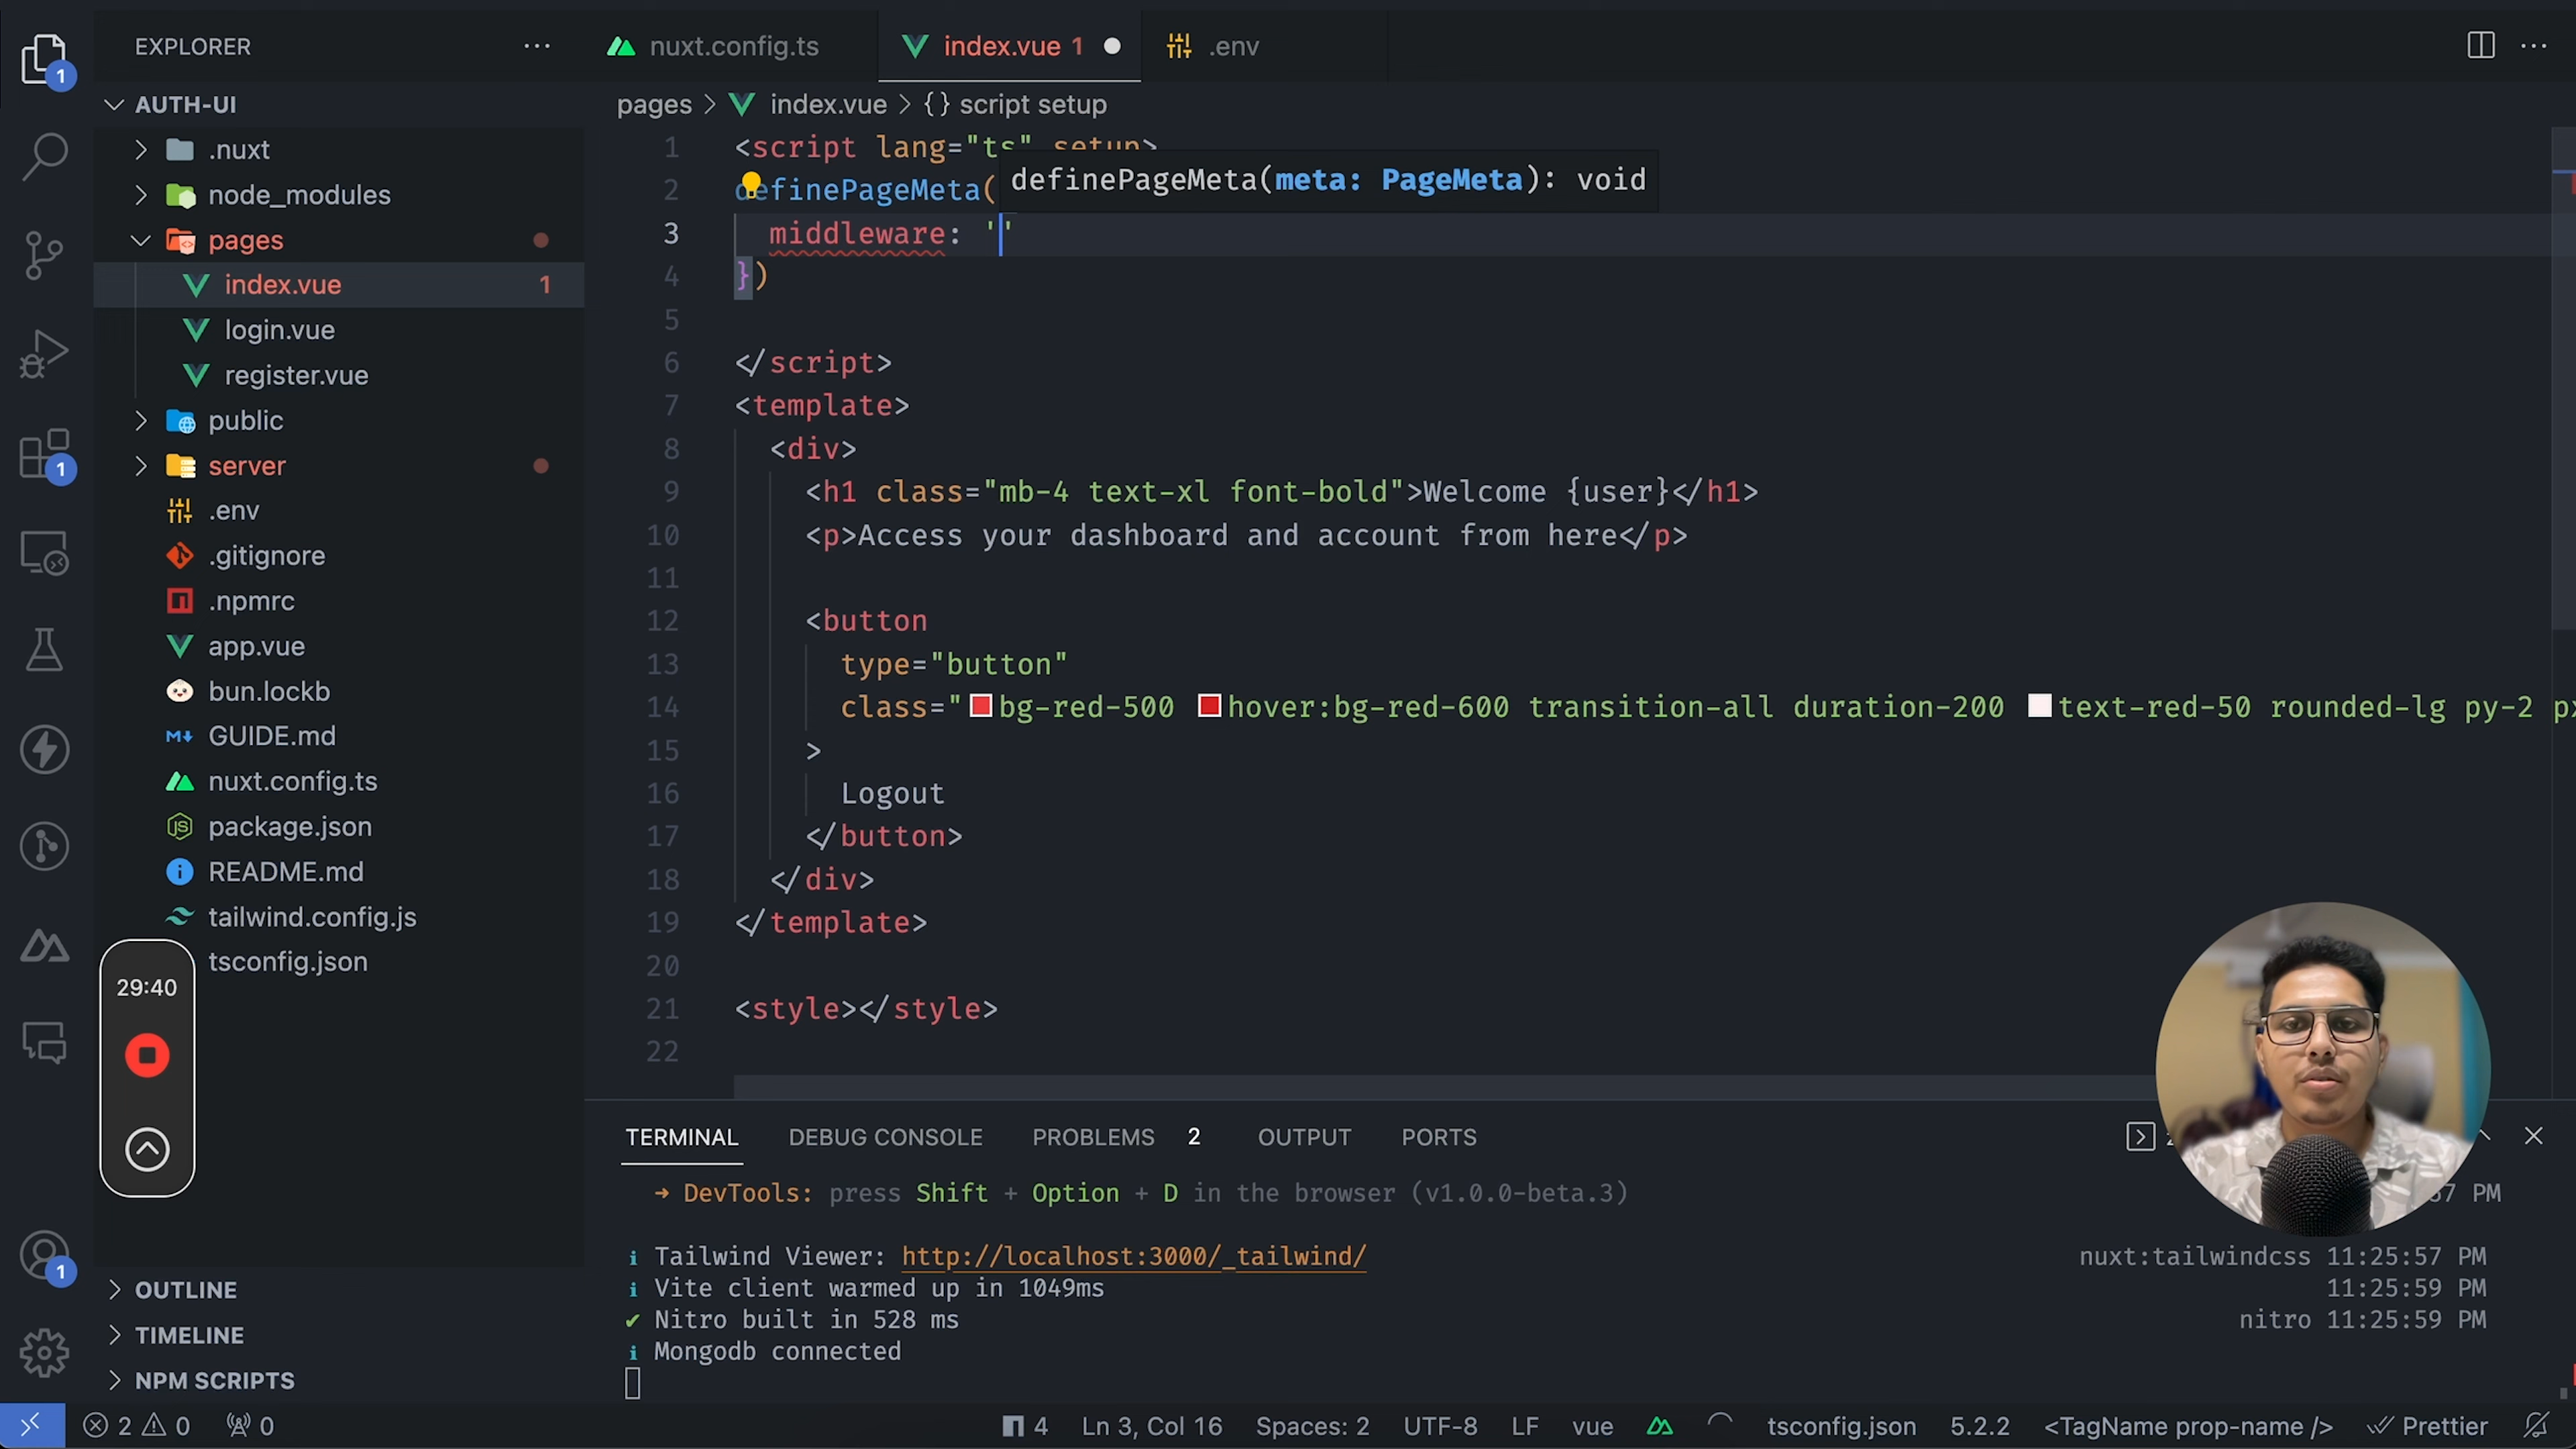 EXPLORER
nuxt.config.ts
index.vue 1
.env
AUTH-UI
pages > index.vue > {} script setup
.nuxt
node_modules
pages
index.vue 1
login.vue
register.vue
public
server
.env
.gitignore
.npmrc
app.vue
bun.lockb
GUIDE.md
nuxt.config.ts
package.json
README.md
tailwind.config.js
tsconfig.json
29:40
OUTLINE
TIMELINE
NPM SCRIPTS
1
1
1
1 <script lang="ts" setup>
2 definePageMeta(
definePageMeta(meta: PageMeta): void
3 middleware: ''
4 })
5
6 </script>
7 <template>
8 <div>
9 <h1 class="mb-4 text-xl font-bold">Welcome {user}</h1>
10 <p>Access your dashboard and account from here</p>
11
12 <button
13 type="button"
14 class="bg-red-500 hover:bg-red-600 transition-all duration-200 text-red-50 rounded-lg py-2
15 >
16 Logout
17 </button>
18 </div>
19 </template>
20
21 <style></style>
22
TERMINAL DEBUG CONSOLE PROBLEMS 2 OUTPUT PORTS
➜ DevTools: press Shift + Option + D in the browser (v1.0.0-beta.3) PM
ℹ Tailwind Viewer: http://localhost:3000/_tailwind/ nuxt:tailwindcss 11:25:57 PM
ℹ Vite client warmed up in 1049ms 11:25:59 PM
✔ Nitro built in 528 ms nitro 11:25:59 PM
ℹ Mongodb connected
2 0 0 4 Ln 3, Col 16 Spaces: 2 UTF-8 LF vue tsconfig.json 5.2.2 <TagName prop-name /> Prettier